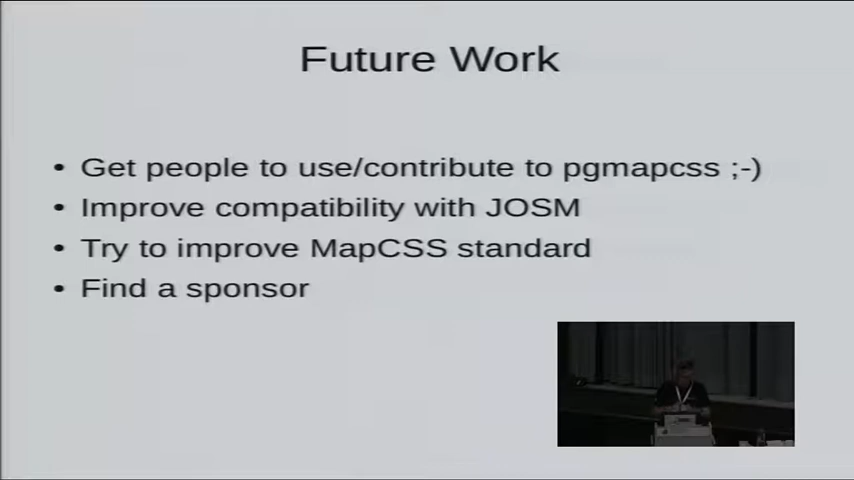 Future Work
• Get people to use/contribute to pgmapcss ;-)
• Improve compatibility with JOSM
• Try to improve MapCSS standard
• Find a sponsor